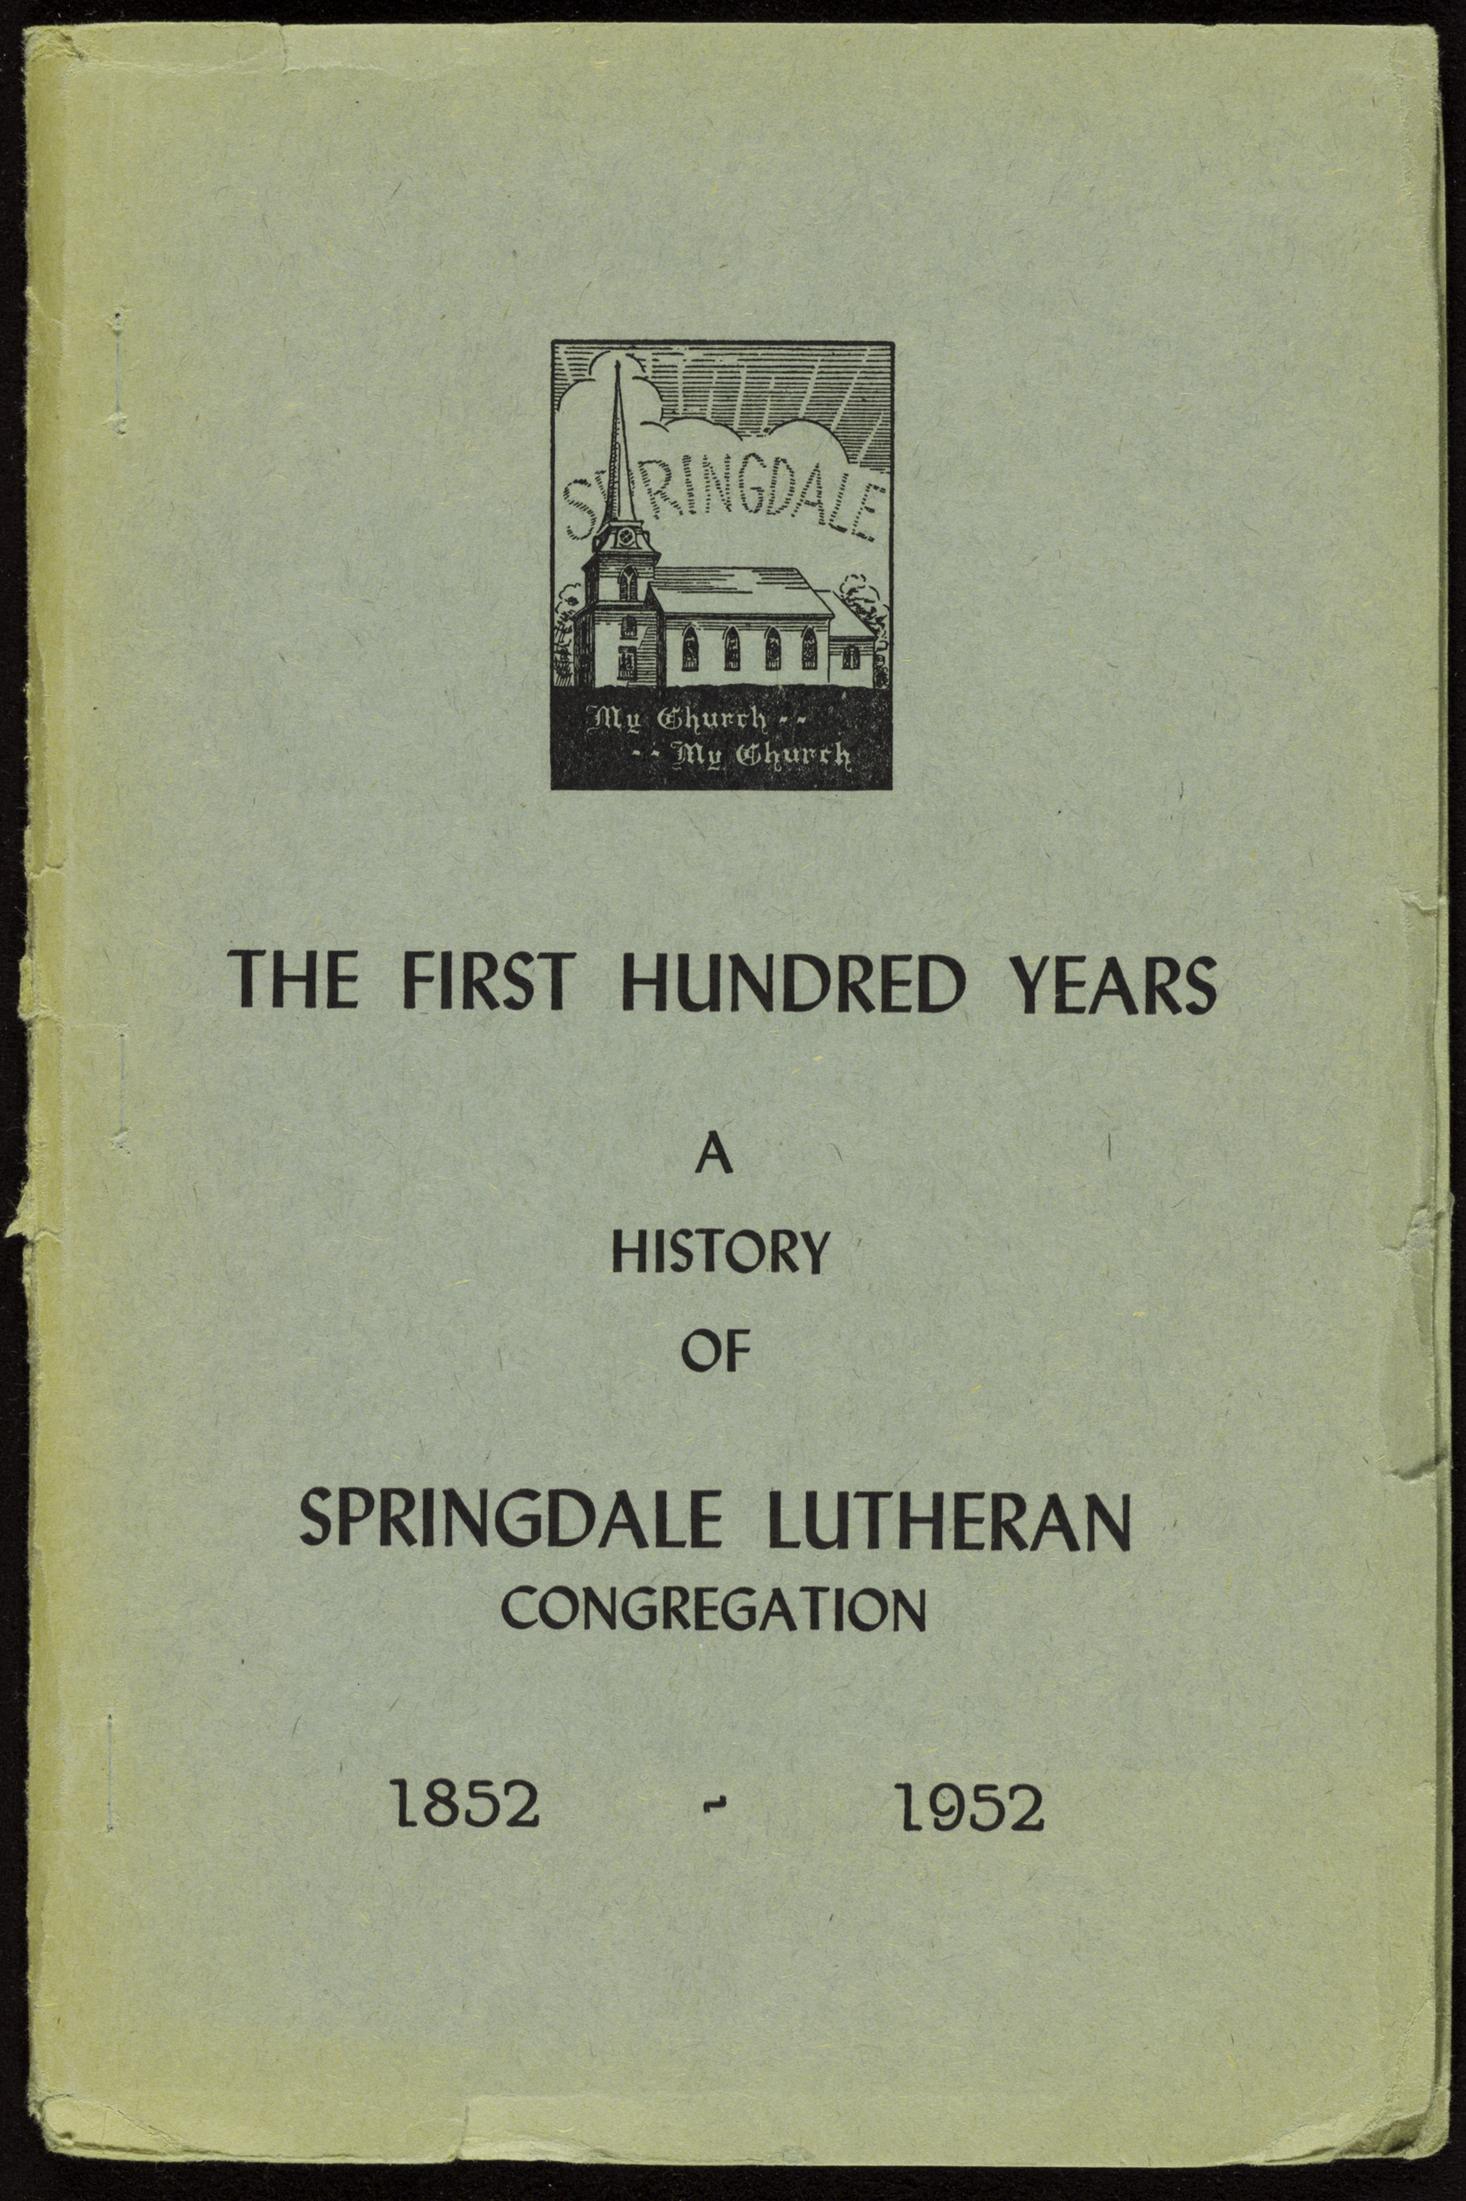 SPRINGDALE
My Church --
-- My Church
THE FIRST HUNDRED YEARS
A
HISTORY
OF
SPRINGDALE LUTHERAN
CONGREGATION
1852 - 1952